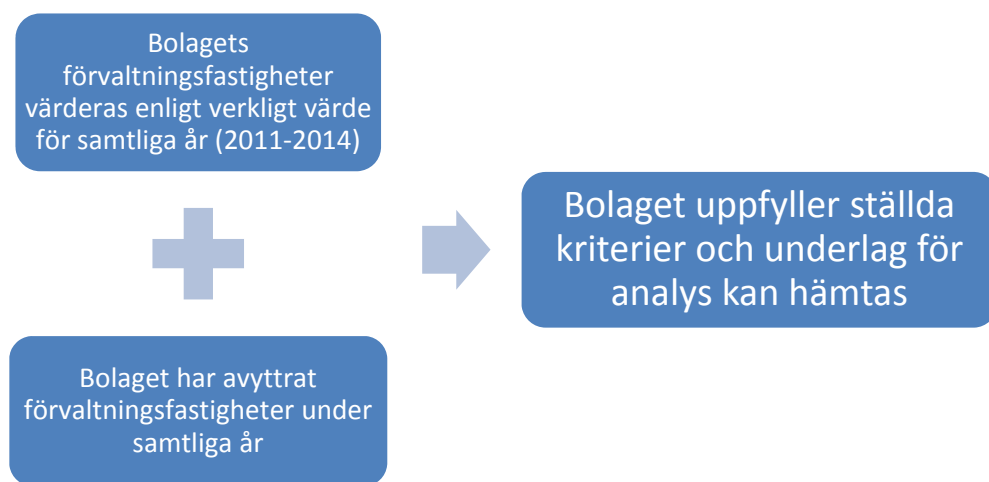 Bolagets
förvaltningsfastigheter
värderas enligt verkligt värde
för samtliga år (2011-2014)
Bolaget har avyttrat
förvaltningsfastigheter under
samtliga år
Bolaget uppfyller ställda
kriterier och underlag för
analys kan hämtas